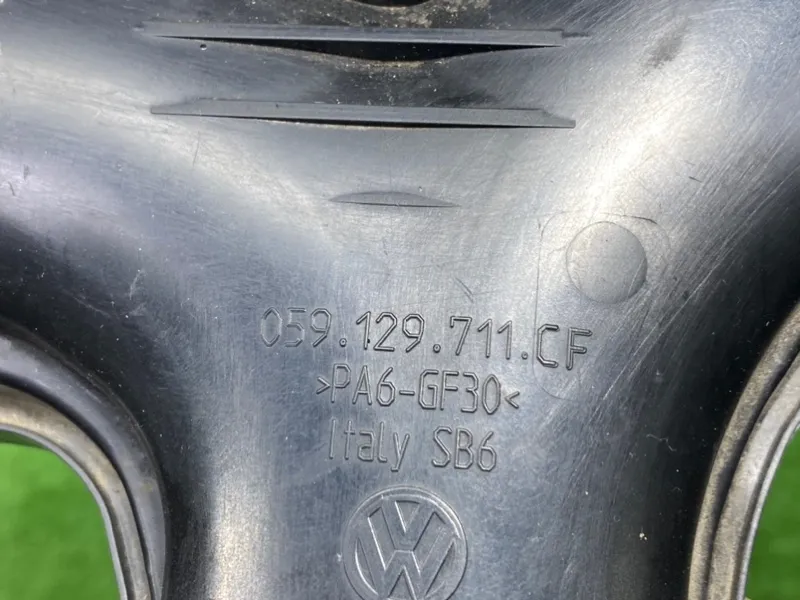 059.129.711.CF
>PA6-GF30<
Italy SB6
VW